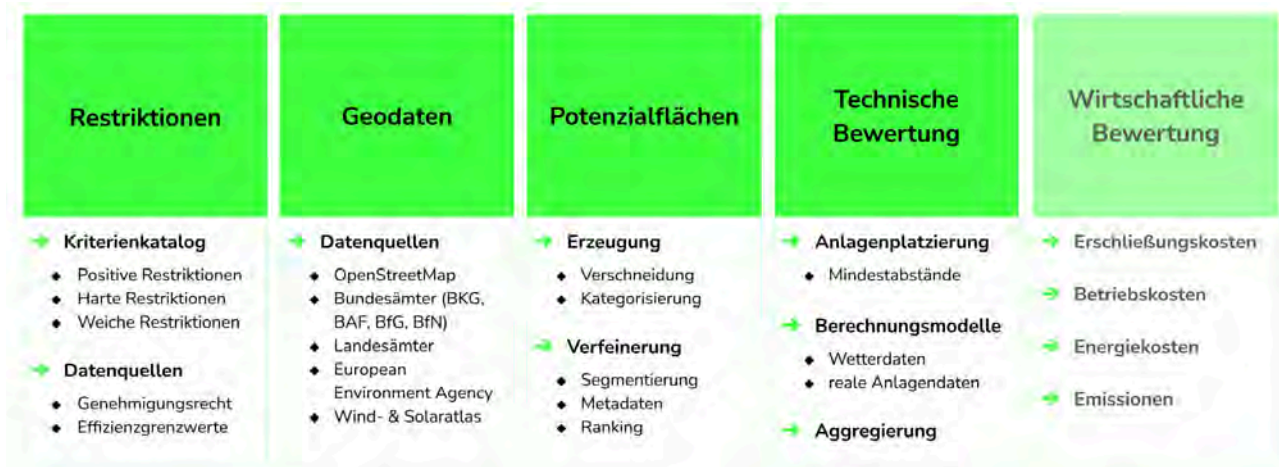 Restriktionen
Kriterienkatalog
Positive Restriktionen
Harte Restriktionen
Weiche Restriktionen
Datenquellen
Genehmigungsrecht
Effizienzgrenzwerte
Geodaten
Datenquellen
OpenStreetMap
Bundesämter (BKG,
BAF, BfG, BfN)
Landesämter
European
Environment Agency
Wind- & Solaratlas
Potenzialflächen
Erzeugung
Verschneidung
Kategorisierung
Verfeinerung
Segmentierung
Metadaten
Ranking
Technische
Bewertung
Anlagenplatzierung
Mindestabstände
Berechnungsmodelle
Wetterdaten
reale Anlagendaten
Aggregierung
Wirtschaftliche
Bewertung
Erschließungskosten
Betriebskosten
Energiekosten
Emissionen